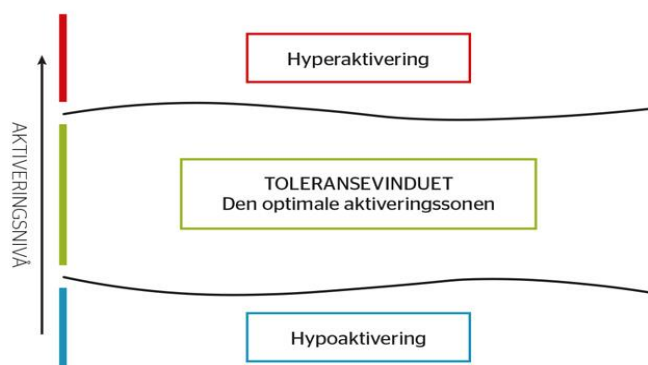 Hyperaktivering
AKTIVERINGSNIVÅ
TOLERANSEVINDUET
Den optimale aktiveringssonen
Hypoaktivering